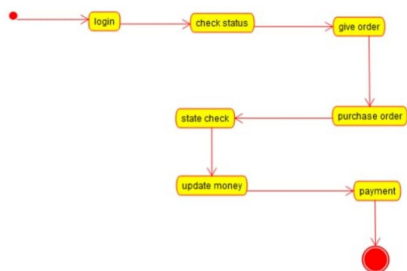 login
check status
give order
purchase order
state check
update money
payment